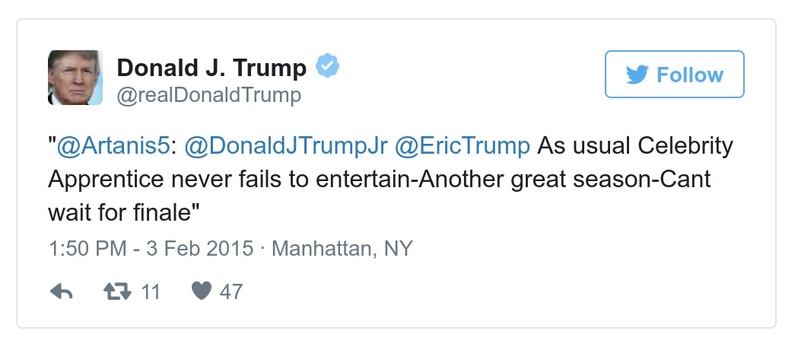 Donald J. Trump
@realDonaldTrump
Follow
"@Artanis5: @DonaldJTrumpJr @EricTrump As usual Celebrity
Apprentice never fails to entertain-Another great season-Cant
wait for finale"
1:50 PM - 3 Feb 2015 · Manhattan, NY
11 47